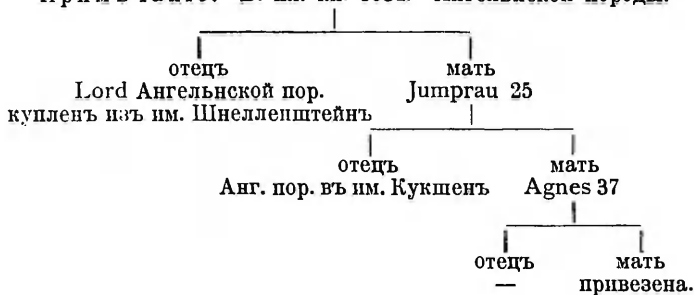 отецъ мать
Lord Ангельнской пор. Jumprau 25
купленъ изъ им. Шнелленштейнъ
отецъ мать
Анг. пор. въ им. Кукшенъ Agnes 37
отецъ мать
— привезена.